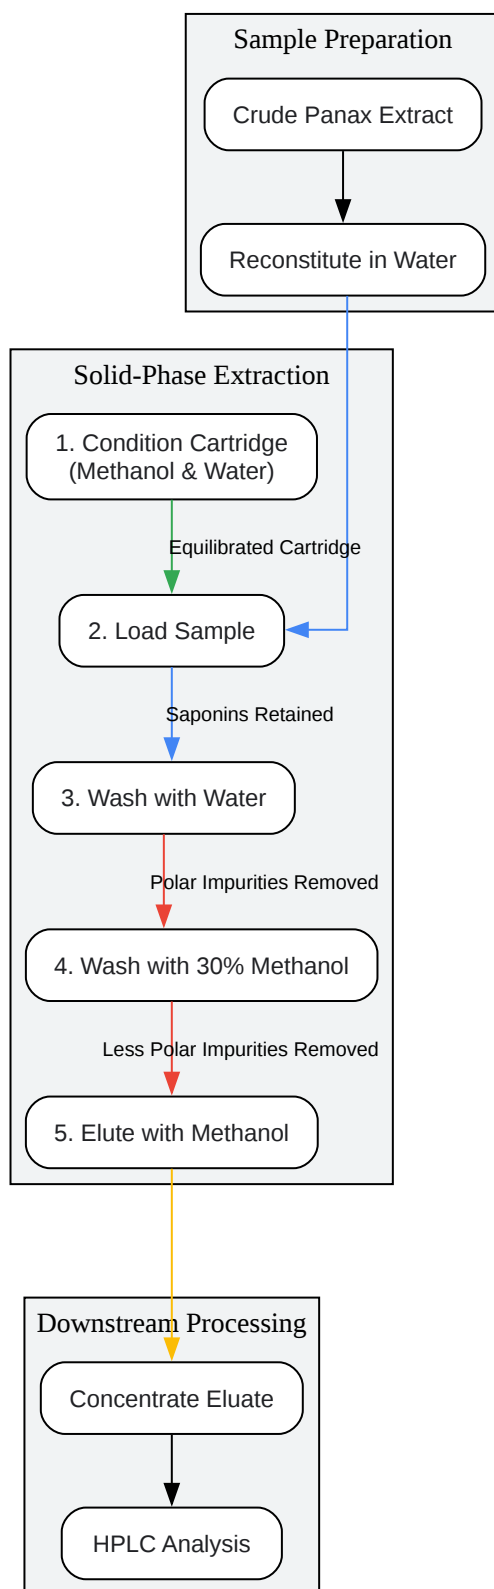 Sample Preparation
Crude Panax Extract
Reconstitute in Water
Solid-Phase Extraction
1. Condition Cartridge
(Methanol & Water)
Equilibrated Cartridge
2. Load Sample
Saponins Retained
3. Wash with Water
Polar Impurities Removed
4. Wash with 30% Methanol
Less Polar Impurities Removed
5. Elute with Methanol
Downstream Processing
Concentrate Eluate
HPLC Analysis